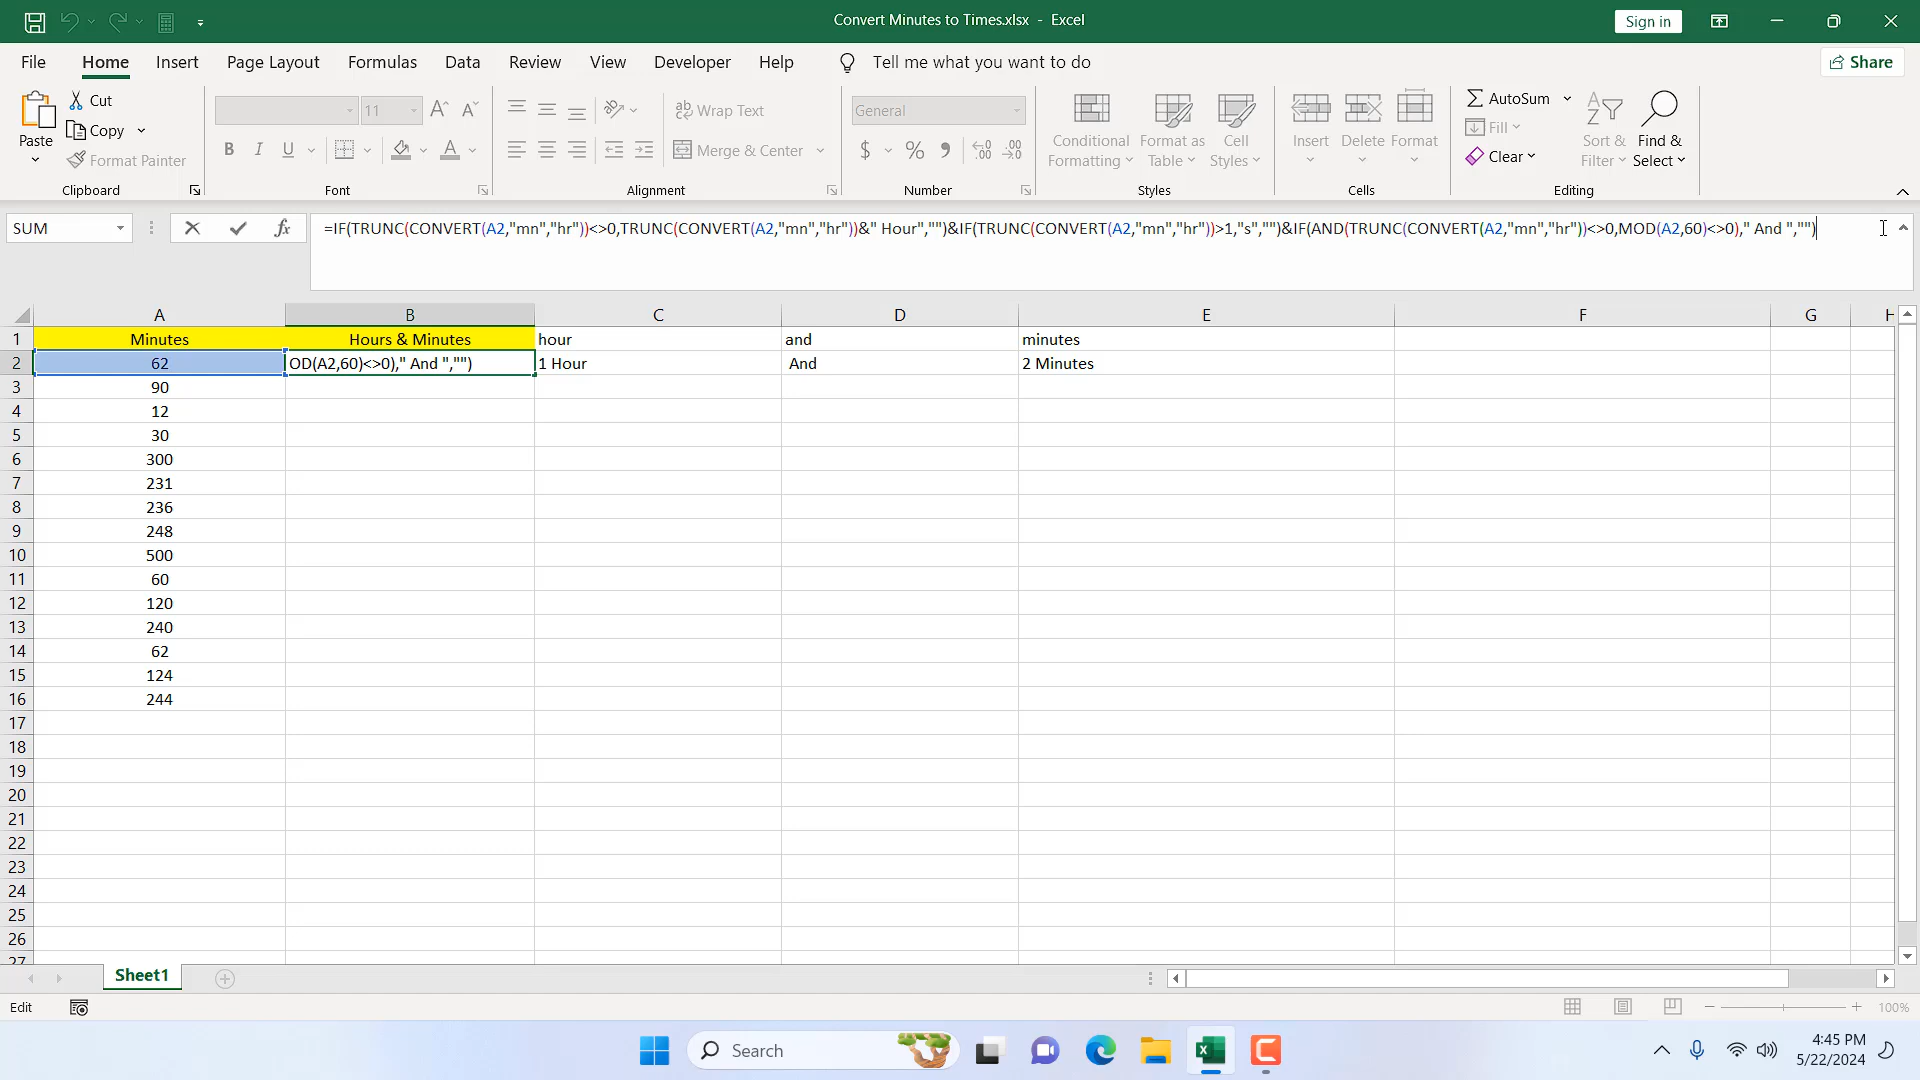 Convert Minutes to Times.xlsx - Excel
Sign in
File Home Insert Page Layout Formulas Data Review View Developer Help Tell me what you want to do
Share
Paste
Cut
Copy
Format Painter
Clipboard
11
B I U
Font
Wrap Text
Merge & Center
Alignment
General
$ % ,
Number
Conditional Formatting
Format as Table
Cell Styles
Styles
Insert
Delete
Format
Cells
AutoSum
Fill
Clear
Sort & Filter
Find & Select
Editing
SUM
fx
=IF(TRUNC(CONVERT(A2,"mn","hr"))<>0,TRUNC(CONVERT(A2,"mn","hr"))&" Hour","")&IF(TRUNC(CONVERT(A2,"mn","hr"))>1,"s","")&IF(AND(TRUNC(CONVERT(A2,"mn","hr"))<>0,MOD(A2,60)<>0)," And ","")
A B C D E F G H
1 Minutes Hours & Minutes hour and minutes
2 62 OD(A2,60)<>0)," And ","") 1 Hour And 2 Minutes
3 90
4 12
5 30
6 300
7 231
8 236
9 248
10 500
11 60
12 120
13 240
14 62
15 124
16 244
17
18
19
20
21
22
23
24
25
26
27
Sheet1
Edit
100%
Search
4:45 PM
5/22/2024